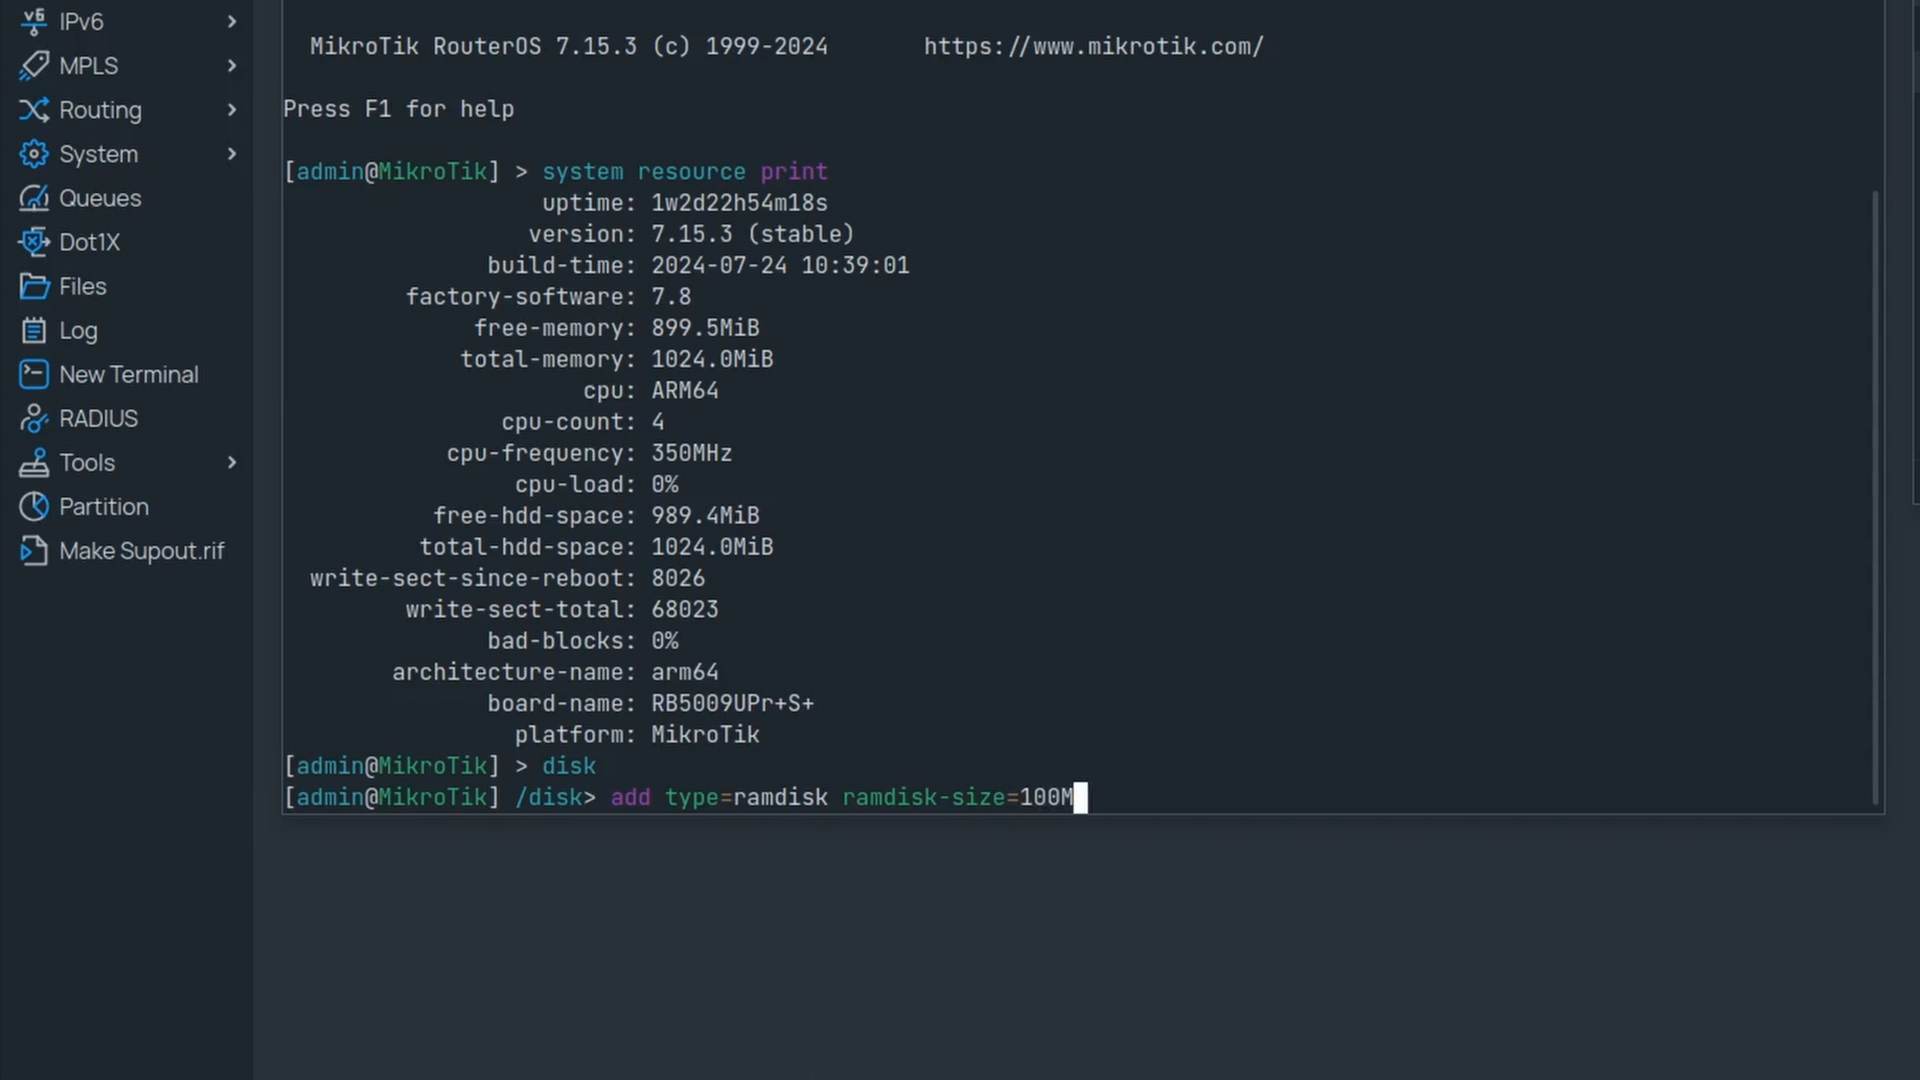 IPv6
MPLS
Routing
System
Queues
Dot1X
Files
Log
New Terminal
RADIUS
Tools
Partition
Make Supout.rif
MikroTik RouterOS 7.15.3 (c) 1999-2024 https://www.mikrotik.com/
Press F1 for help
[admin@MikroTik] > system resource print
uptime: 1w2d22h54m18s
version: 7.15.3 (stable)
build-time: 2024-07-24 10:39:01
factory-software: 7.8
free-memory: 899.5MiB
total-memory: 1024.0MiB
cpu: ARM64
cpu-count: 4
cpu-frequency: 350MHz
cpu-load: 0%
free-hdd-space: 989.4MiB
total-hdd-space: 1024.0MiB
write-sect-since-reboot: 8026
write-sect-total: 68023
bad-blocks: 0%
architecture-name: arm64
board-name: RB5009UPr+S+
platform: MikroTik
[admin@MikroTik] > disk
[admin@MikroTik] /disk> add type=ramdisk ramdisk-size=100M